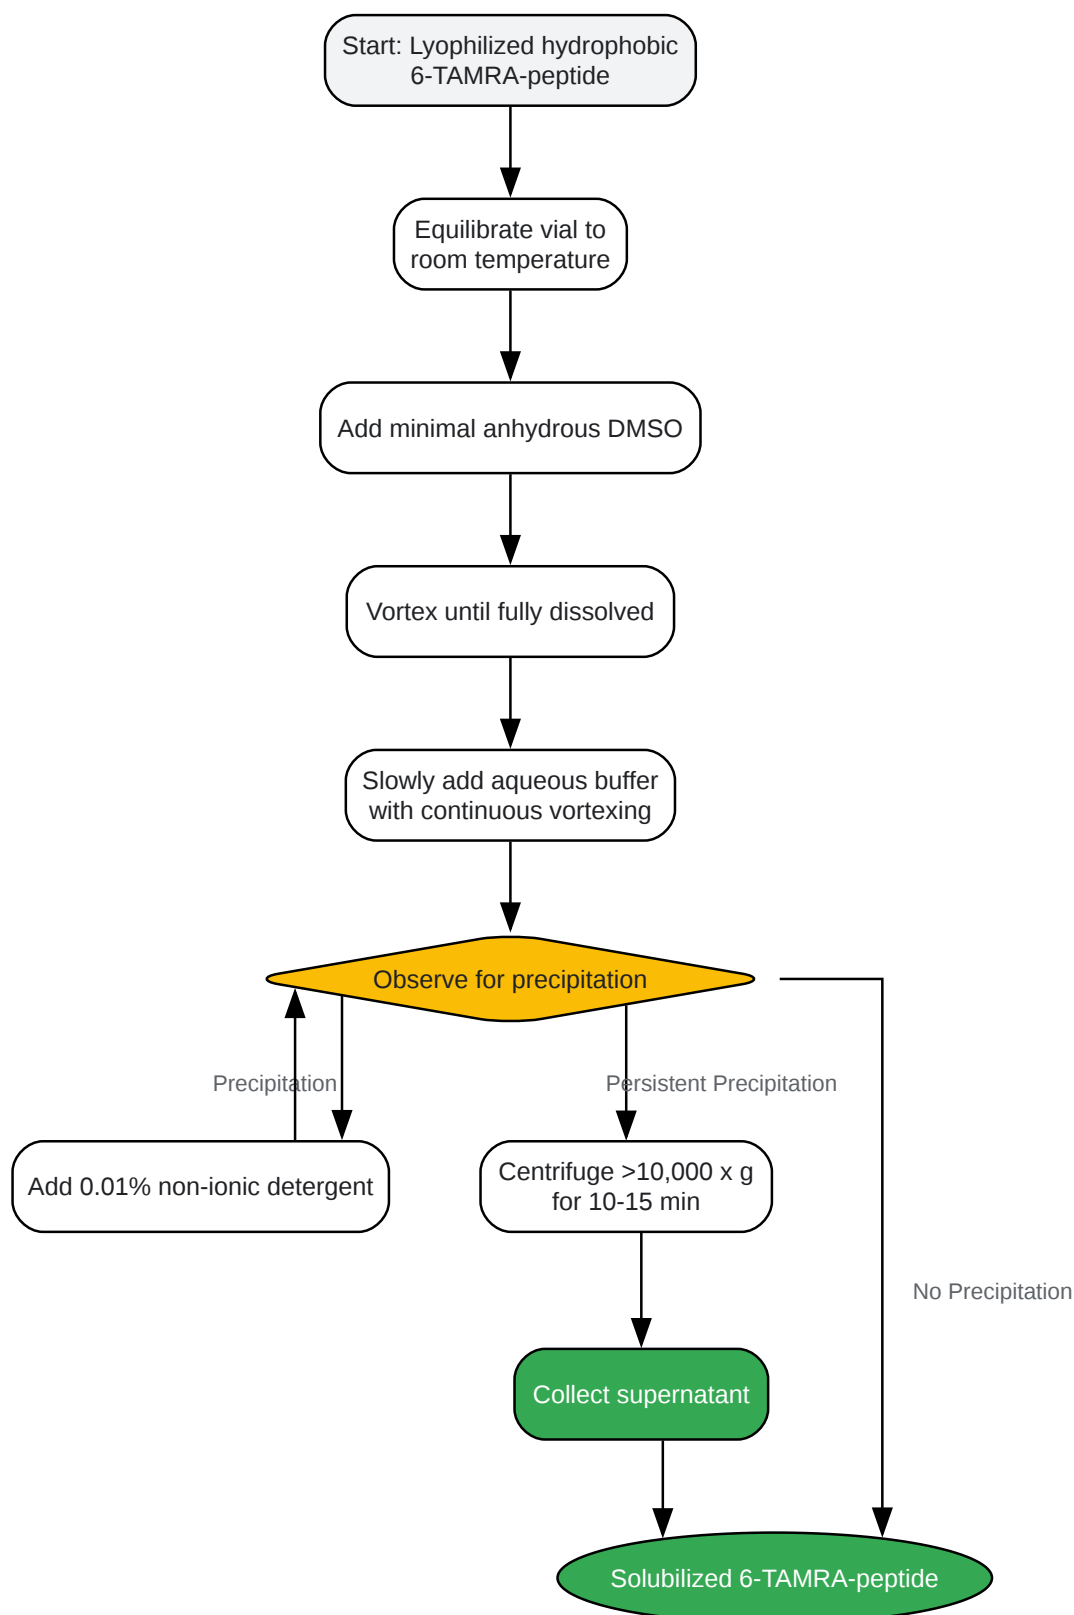 Start: Lyophilized hydrophobic
6-TAMRA-peptide
Equilibrate vial to
room temperature
Add minimal anhydrous DMSO
Vortex until fully dissolved
Slowly add aqueous buffer
with continuous vortexing
Observe for precipitation
Precipitation
Persistent Precipitation
Add 0.01% non-ionic detergent
Centrifuge >10,000 x g
for 10-15 min
No Precipitation
Collect supernatant
Solubilized 6-TAMRA-peptide